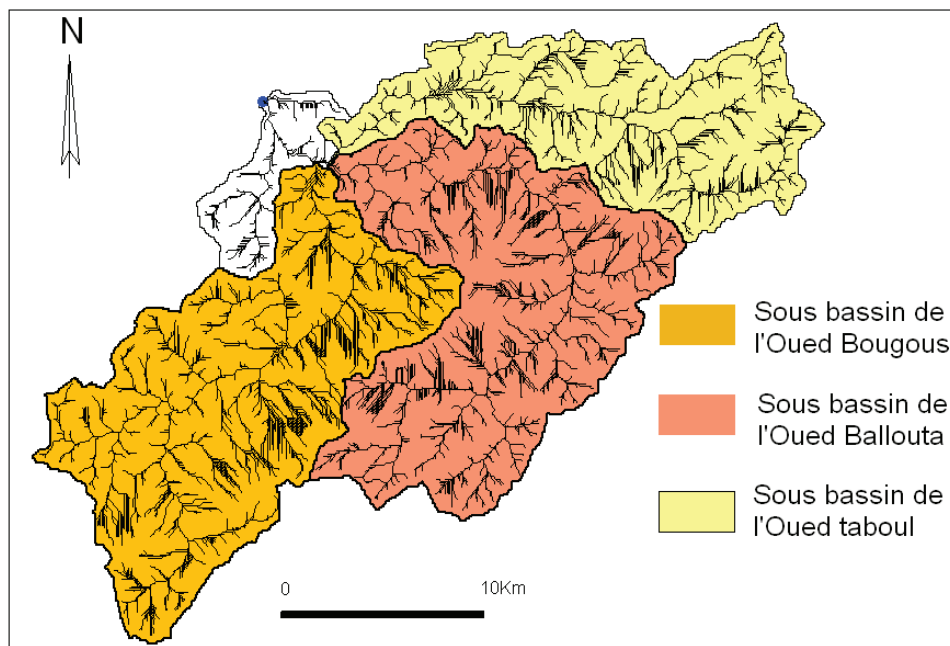 N
Sous bassin de
l'Oued Bougous
Sous bassin de
l'Oued Ballouta
Sous bassin de
l'Oued taboul
0 10Km